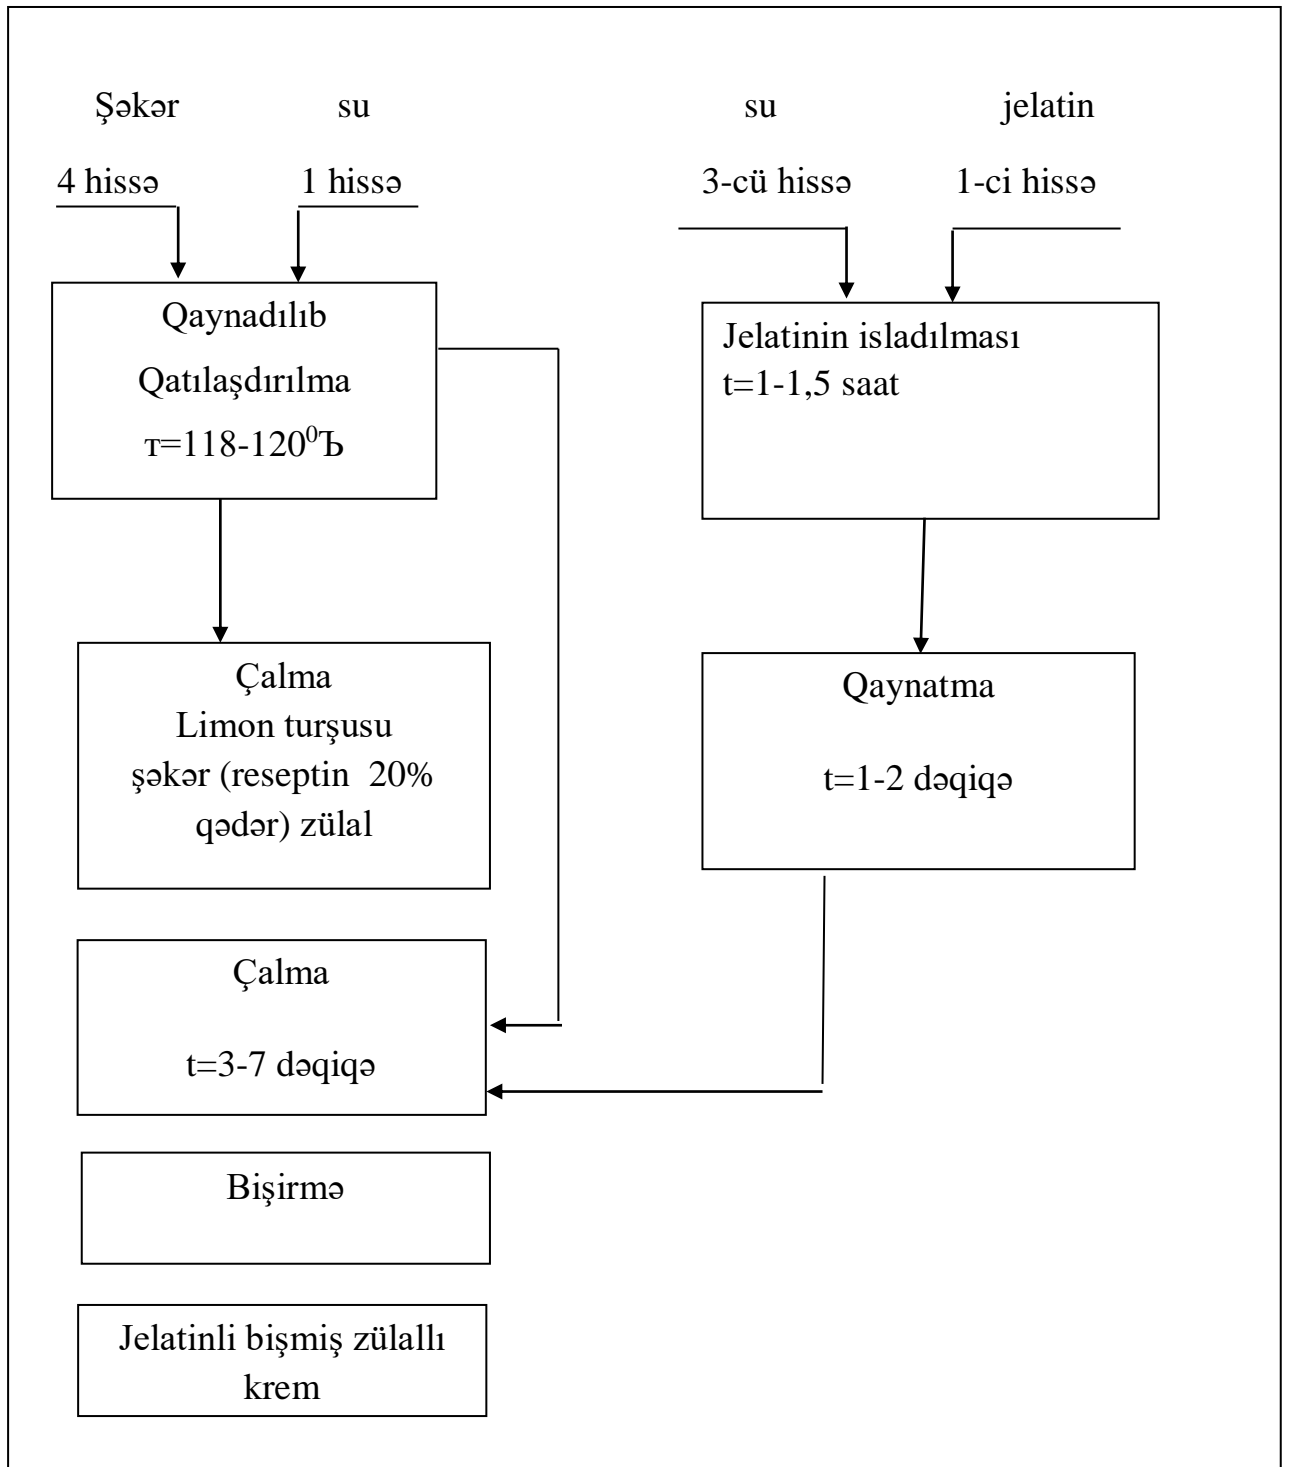 Şəkər su su jelatin
4 hissə 1 hissə 3-cü hissə 1-ci hissə
Qaynadılıb
Qatılaşdırılma
т=118-120⁰Ъ
Jelatinin isladılması
t=1-1,5 saat
Çalma
Limon turşusu
şəkər (reseptin 20%
qədər) zülal
Qaynatma
t=1-2 dəqiqə
Çalma
t=3-7 dəqiqə
Bişirmə
Jelatinli bişmiş zülallı
krem